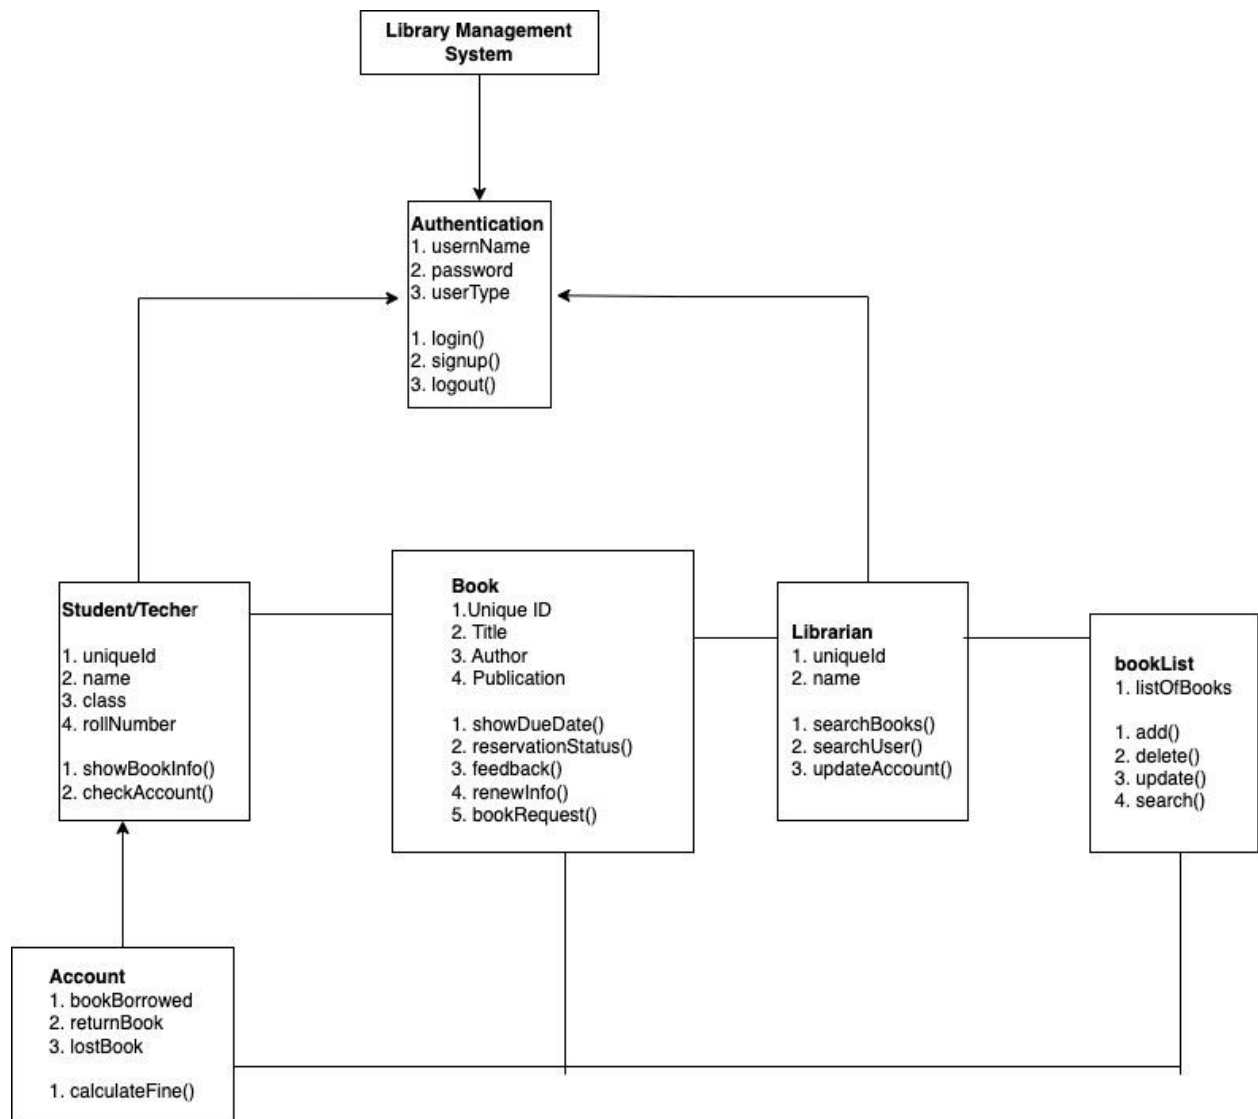 Library Management
System
Authentication
1. usernName
2. password
3. userType
1. login()
2. signup()
3. logout()
Student/Techer
1. uniqueId
2. name
3. class
4. rollNumber
1. showBookInfo()
2. checkAccount()
Book
1.Unique ID
2. Title
3. Author
4. Publication
1. showDueDate()
2. reservationStatus()
3. feedback()
4. renewInfo()
5. bookRequest()
Librarian
1. uniqueId
2. name
1. searchBooks()
2. searchUser()
3. updateAccount()
bookList
1. listOfBooks
1. add()
2. delete()
3. update()
4. search()
Account
1. bookBorrowed
2. returnBook
3. lostBook
1. calculateFine()